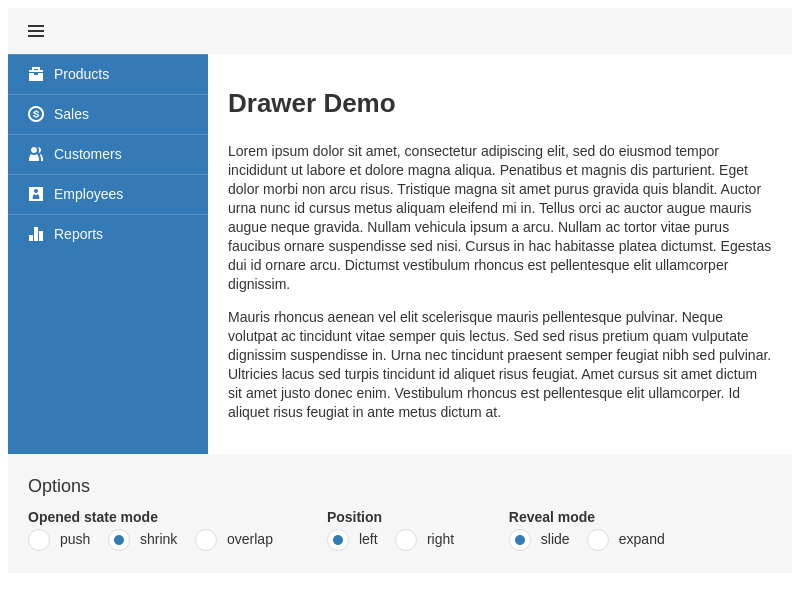 Products
Sales
Customers
Employees
Reports
Drawer Demo
Lorem ipsum dolor sit amet, consectetur adipiscing elit, sed do eiusmod tempor
incididunt ut labore et dolore magna aliqua. Penatibus et magnis dis parturient. Eget
dolor morbi non arcu risus. Tristique magna sit amet purus gravida quis blandit. Auctor
urna nunc id cursus metus aliquam eleifend mi in. Tellus orci ac auctor augue mauris
augue neque gravida. Nullam vehicula ipsum a arcu. Nullam ac tortor vitae purus
faucibus ornare suspendisse sed nisi. Cursus in hac habitasse platea dictumst. Egestas
dui id ornare arcu. Dictumst vestibulum rhoncus est pellentesque elit ullamcorper
dignissim.
Mauris rhoncus aenean vel elit scelerisque mauris pellentesque pulvinar. Neque
volutpat ac tincidunt vitae semper quis lectus. Sed sed risus pretium quam vulputate
dignissim suspendisse in. Urna nec tincidunt praesent semper feugiat nibh sed pulvinar.
Ultricies lacus sed turpis tincidunt id aliquet risus feugiat. Amet cursus sit amet dictum
sit amet justo donec enim. Vestibulum rhoncus est pellentesque elit ullamcorper. Id
aliquet risus feugiat in ante metus dictum at.
Options
Opened state mode Position Reveal mode
push shrink overlap left right slide expand